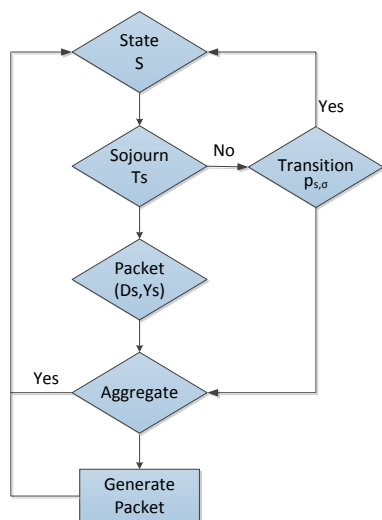 State
S
Yes
Sojourn
Ts
No
Transition
pₛ,σ
Packet
(Ds,Ys)
Yes
Aggregate
Generate
Packet